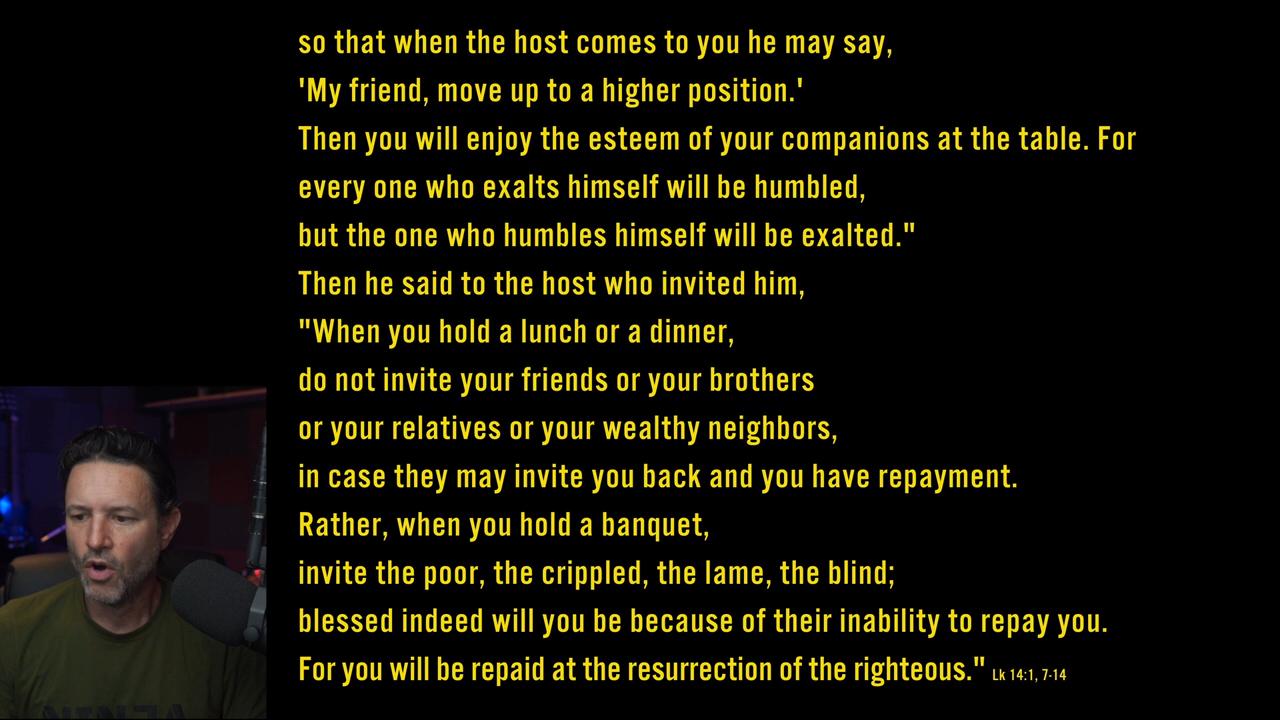 so that when the host comes to you he may say,
'My friend, move up to a higher position.'
Then you will enjoy the esteem of your companions at the table. For
every one who exalts himself will be humbled,
but the one who humbles himself will be exalted."
Then he said to the host who invited him,
"When you hold a lunch or a dinner,
do not invite your friends or your brothers
or your relatives or your wealthy neighbors,
in case they may invite you back and you have repayment.
Rather, when you hold a banquet,
invite the poor, the crippled, the lame, the blind;
blessed indeed will you be because of their inability to repay you.
For you will be repaid at the resurrection of the righteous." Lk 14:1, 7-14